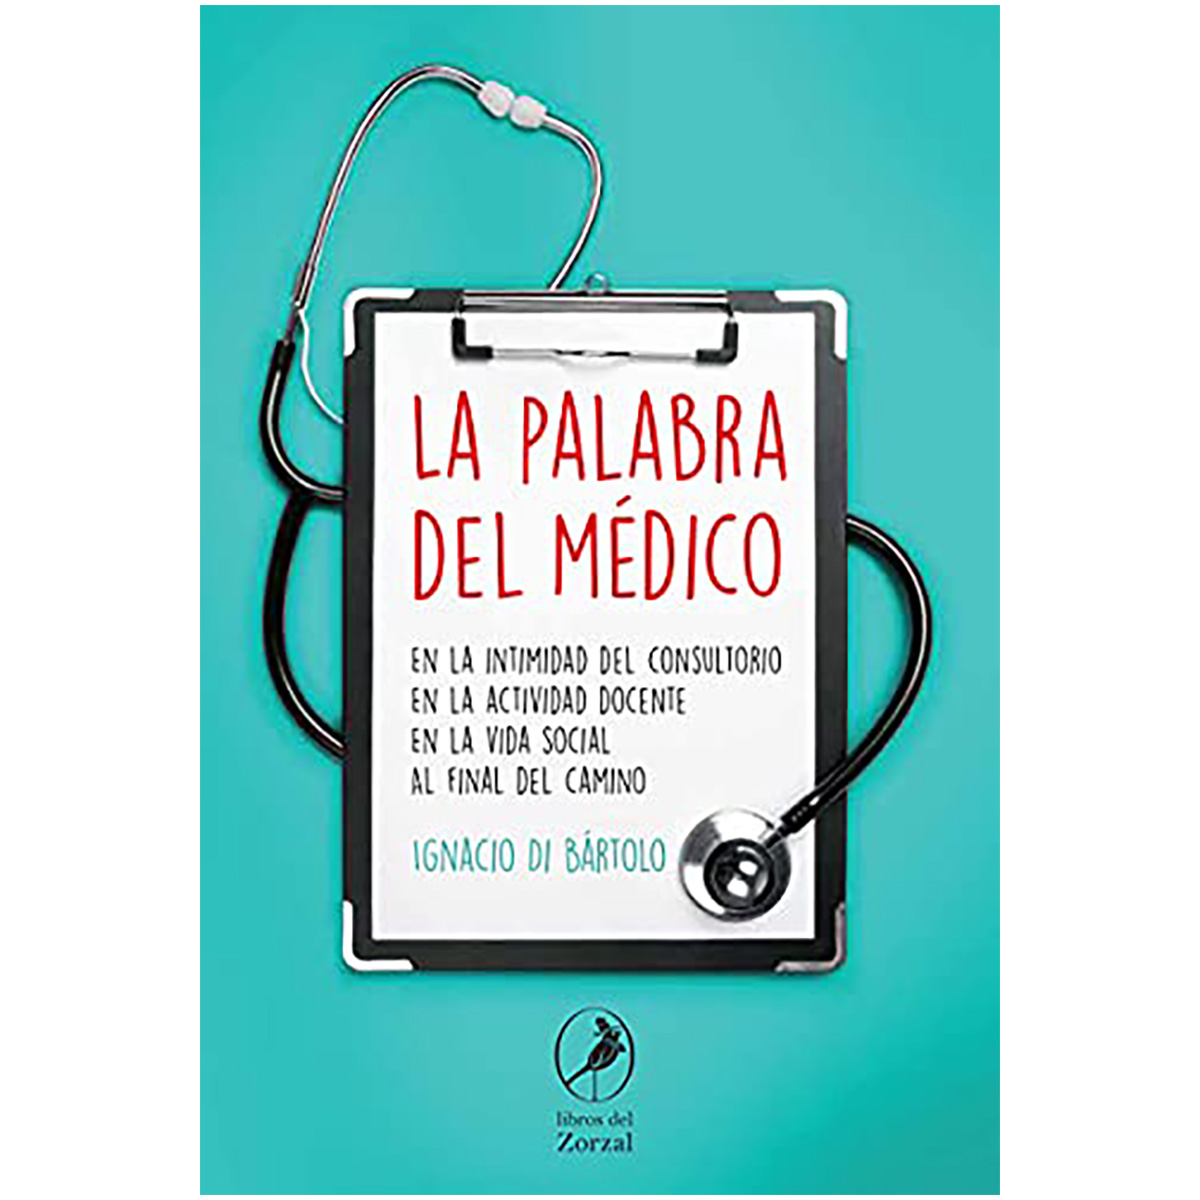 LA PALABRA
DEL MÉDICO
EN LA INTIMIDAD DEL CONSULTORIO
EN LA ACTIVIDAD DOCENTE
EN LA VIDA SOCIAL
AL FINAL DEL CAMINO
IGNACIO DI BÁRTOLO
libros del
Zorzal